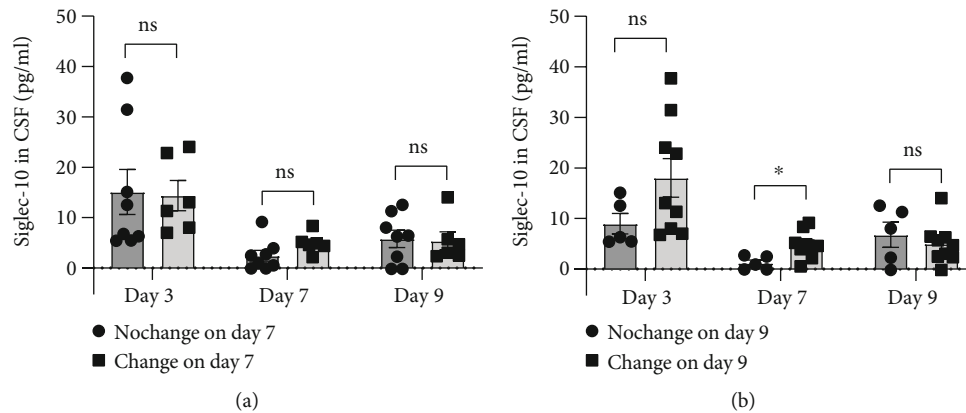 Siglec-10 in CSF (pg/ml)
50
40
30
20
10
0
ns
ns
ns
Day 3 Day 7 Day 9
Nochange on day 7
Change on day 7
(a)
Siglec-10 in CSF (pg/ml)
50
40
30
20
10
0
ns
*
ns
Day 3 Day 7 Day 9
Nochange on day 9
Change on day 9
(b)